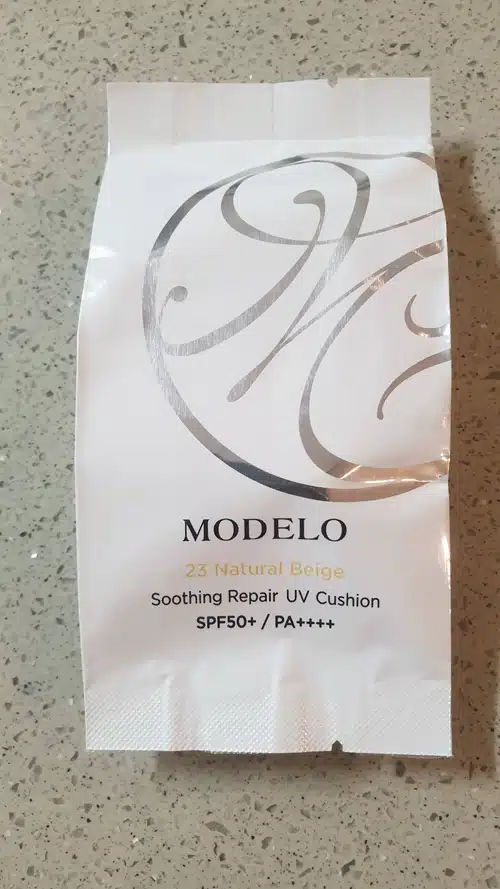 MODELO
23 Natural Beige
Soothing Repair UV Cushion
SPF50+ / PA++++